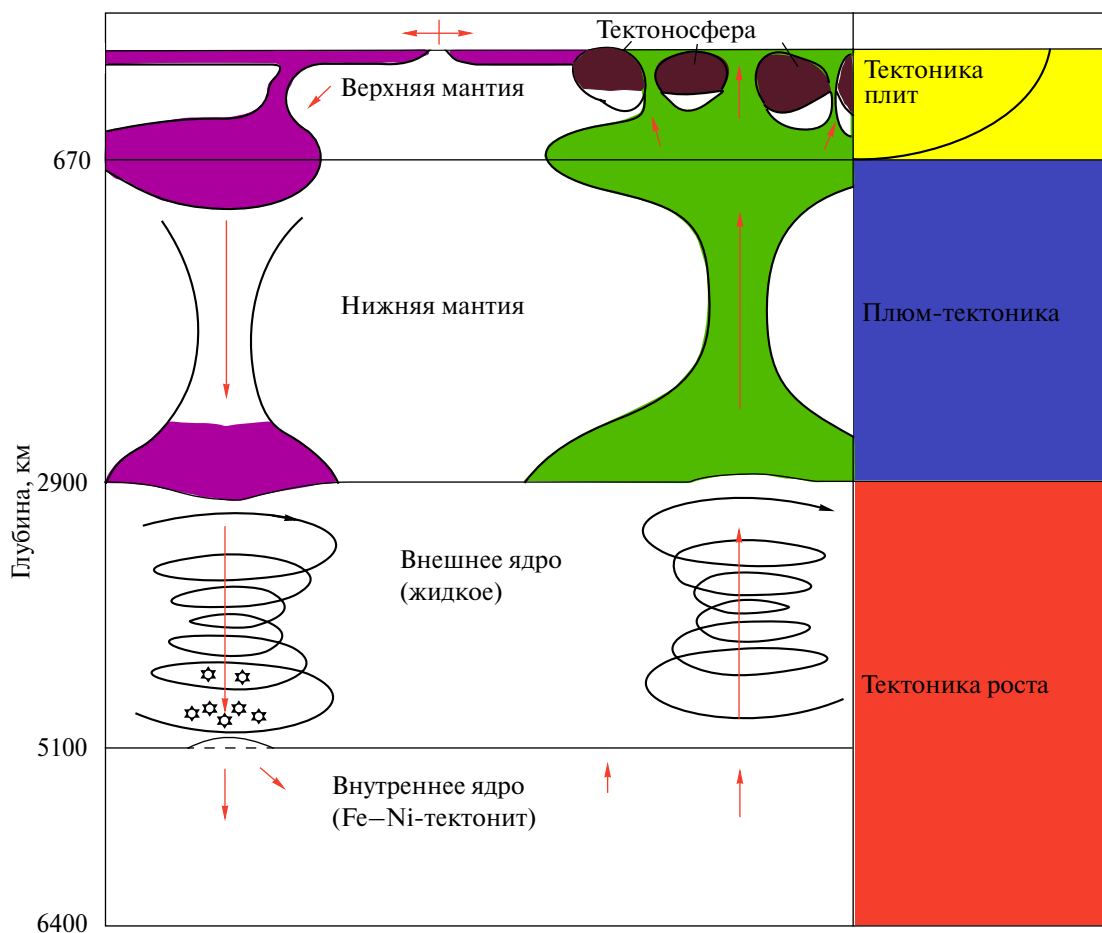 Тектоносфера
Верхняя мантия
Тектоника
плит
670
Нижняя мантия
Плюм-тектоника
Глубина, км
2900
Внешнее ядро
(жидкое)
Тектоника роста
5100
Внутреннее ядро
(Fe–Ni-тектонит)
6400